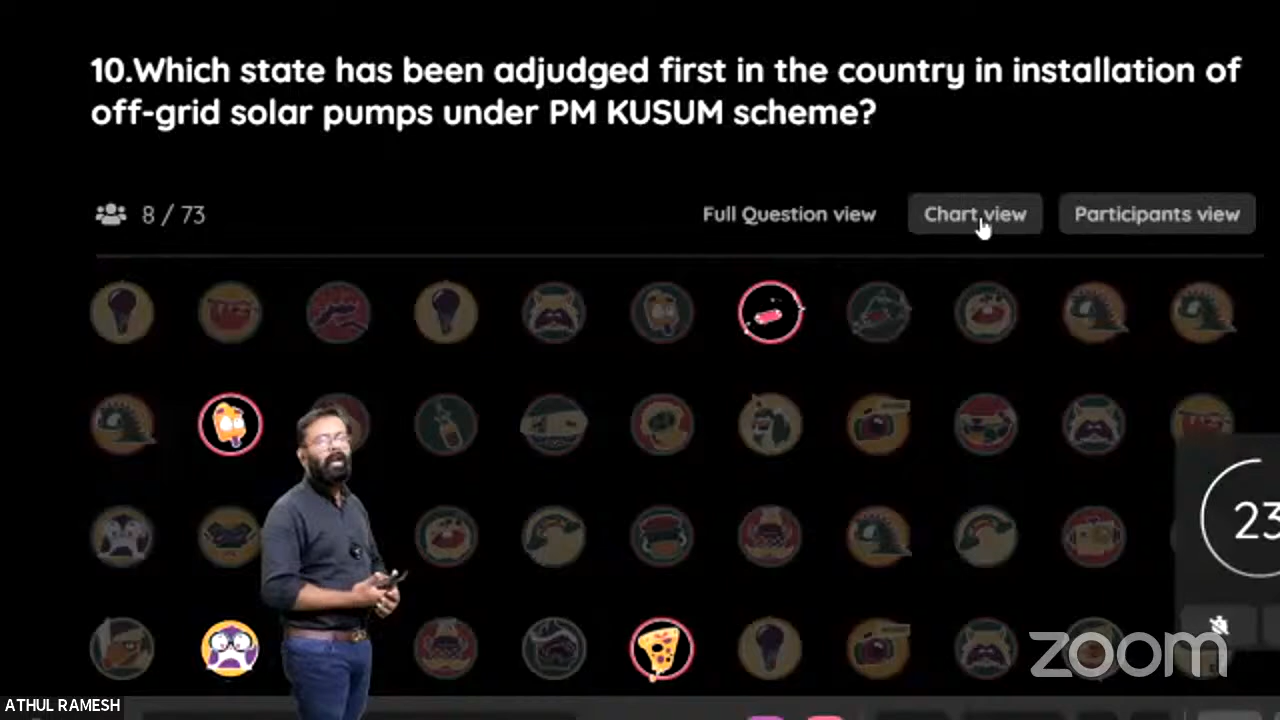 10.Which state has been adjudged first in the country in installation of
off-grid solar pumps under PM KUSUM scheme?
8 / 73
Full Question view
Chart view
Participants view
23
zoom
ATHUL RAMESH